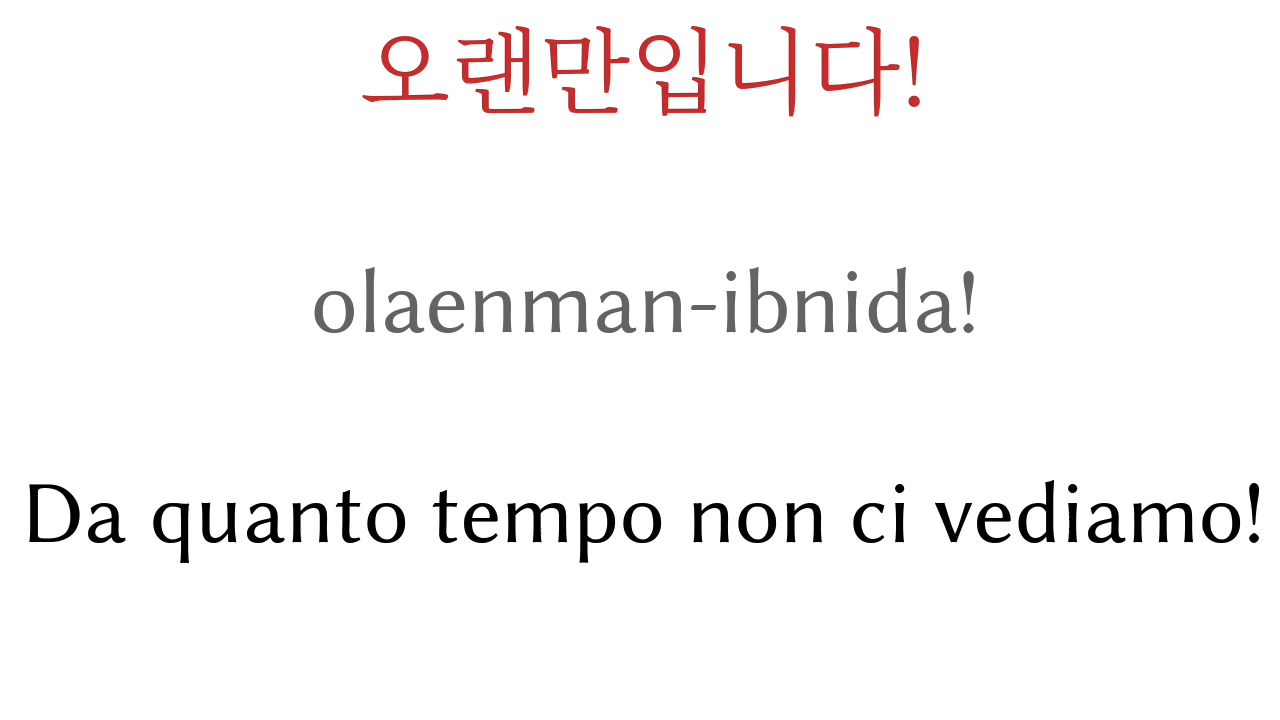 오랜만입니다!
olaenman-ibnida!
Da quanto tempo non ci vediamo!